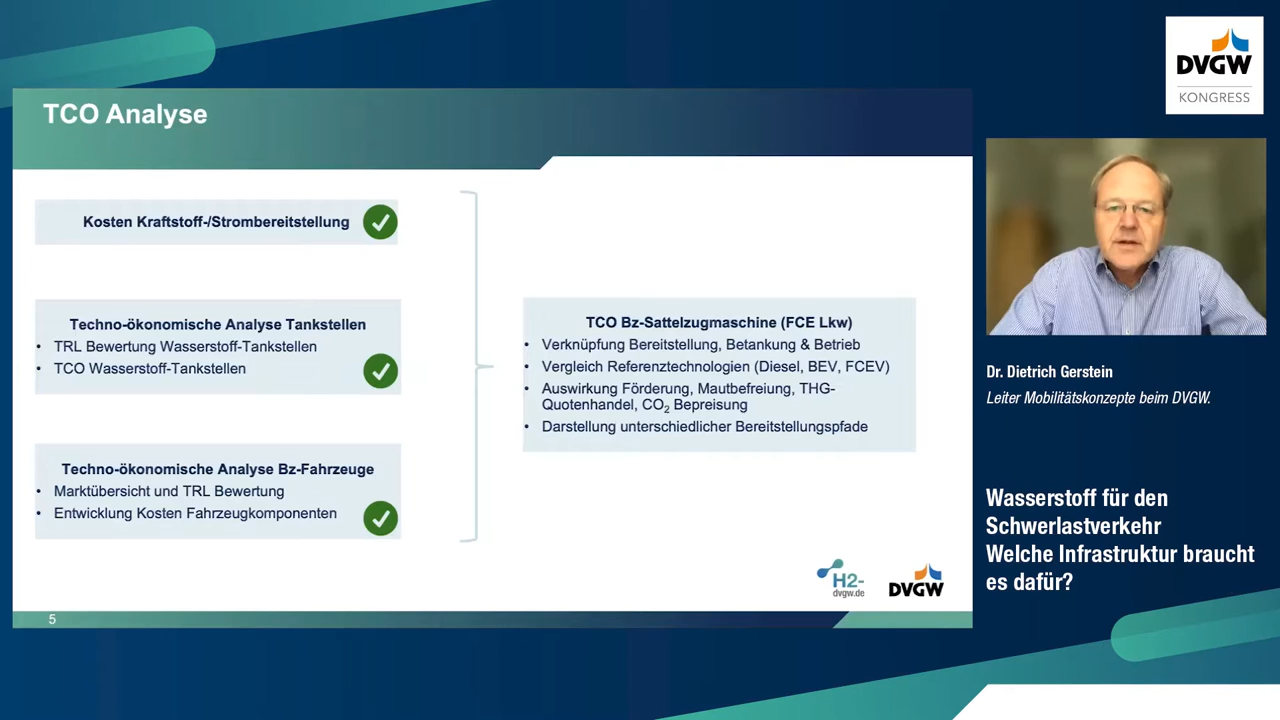 TCO Analyse
Kosten Kraftstoff-/Strombereitstellung
Techno-ökonomische Analyse Tankstellen
• TRL Bewertung Wasserstoff-Tankstellen
• TCO Wasserstoff-Tankstellen
Techno-ökonomische Analyse Bz-Fahrzeuge
• Marktübersicht und TRL Bewertung
• Entwicklung Kosten Fahrzeugkomponenten
TCO Bz-Sattelzugmaschine (FCE Lkw)
• Verknüpfung Bereitstellung, Betankung & Betrieb
• Vergleich Referenztechnologien (Diesel, BEV, FCEV)
• Auswirkung Förderung, Mautbefreiung, THG-
Quotenhandel, CO₂ Bepreisung
• Darstellung unterschiedlicher Bereitstellungspfade
H2-
dvgw.de
DVGW
5
DVGW
KONGRESS
Dr. Dietrich Gerstein
Leiter Mobilitätskonzepte beim DVGW.
Wasserstoff für den
Schwerlastverkehr
Welche Infrastruktur braucht
es dafür?